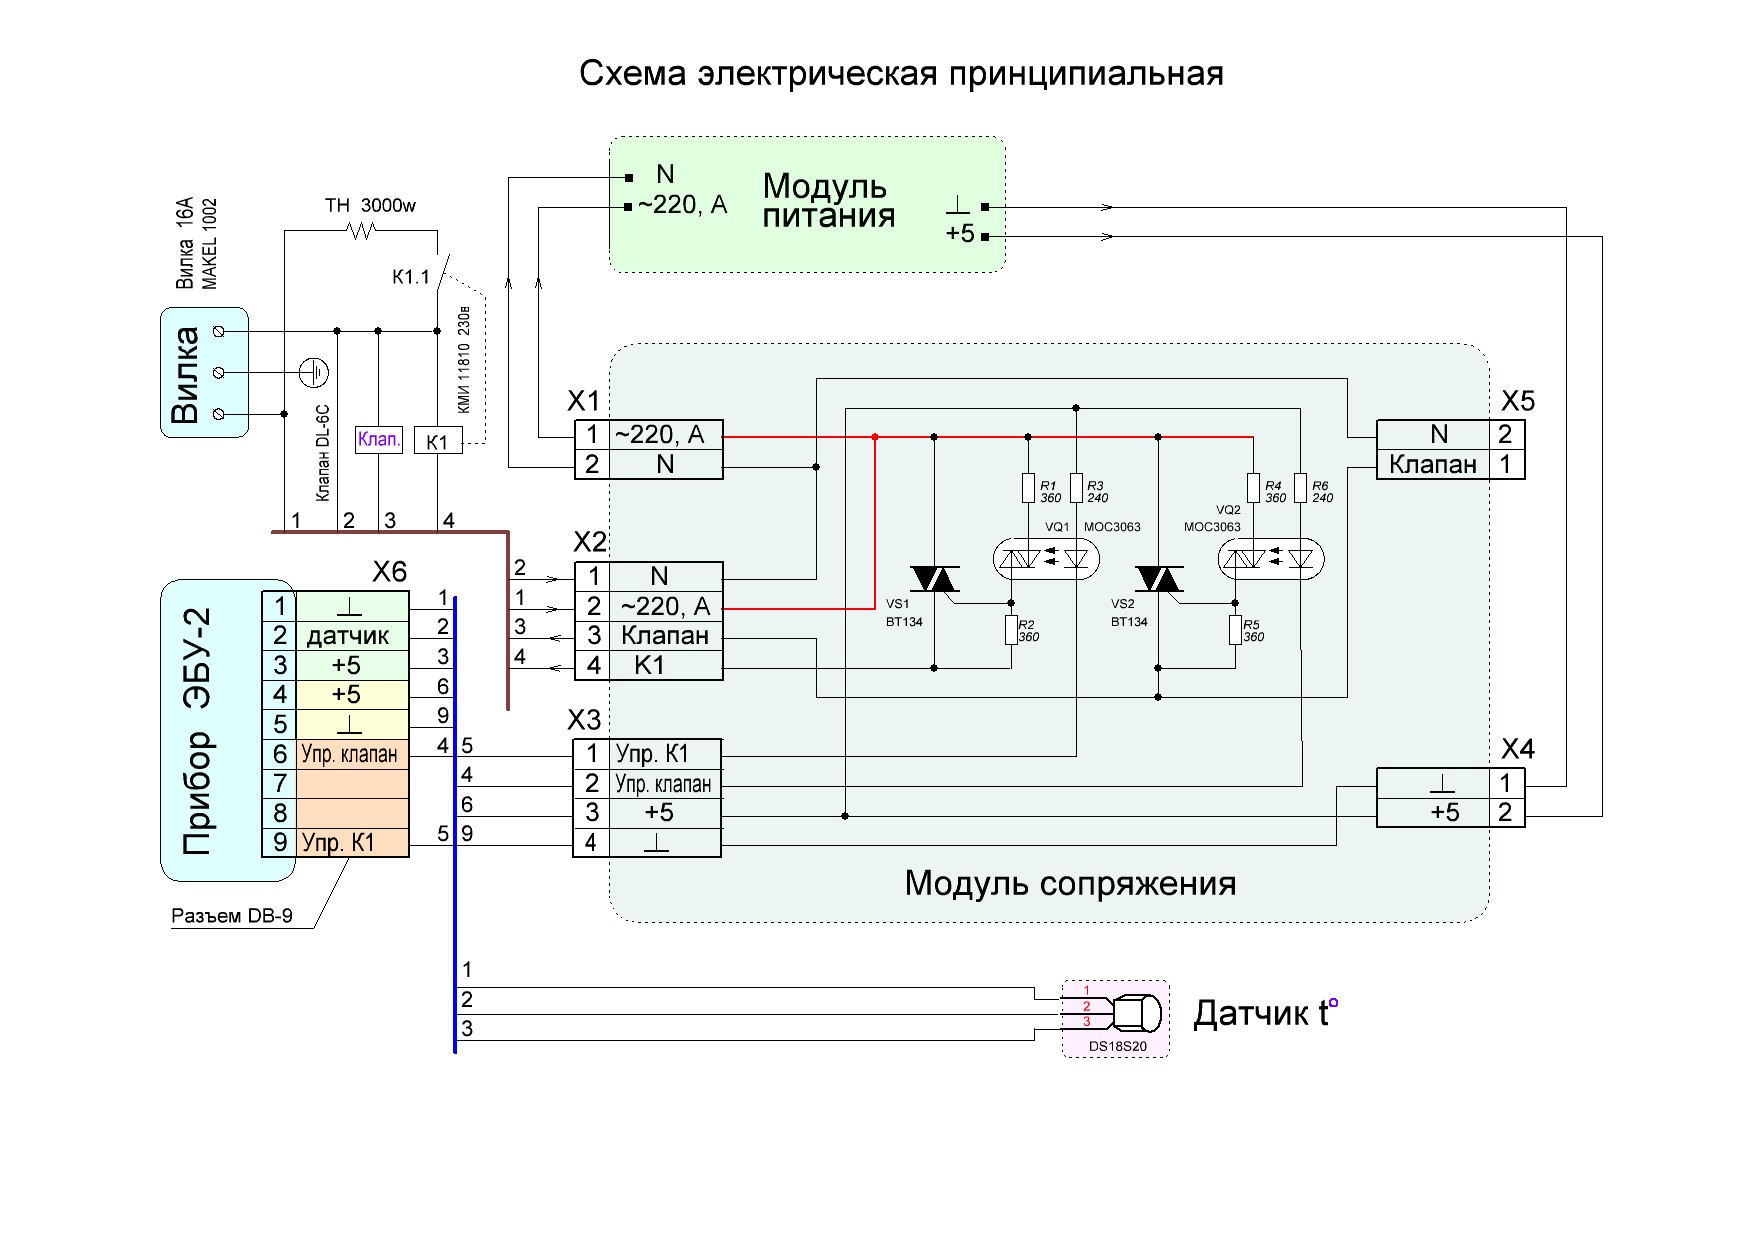 Схема электрическая принципиальная
N
~220, А
Модуль
питания
⊥
+5
Вилка 16А
MAKEL 1002
ТН 3000w
К1.1
КМИ 11810 230в
Вилка
Клапан DL-6C
Клап.
К1
1
2
3
4
X1
1 ~220, А
2 N
X5
N 2
Клапан 1
R1
360
R3
240
R4
360
R6
240
VQ1 MOC3063
VQ2
MOC3063
VS1
BT134
R2
360
VS2
BT134
R5
360
X2
2 1 N
1 2 ~220, А
3 3 Клапан
4 4 К1
Прибор ЭБУ-2
X6
1 ⊥ 1
2 датчик 2
3 +5 3
4 +5 6
5 ⊥ 9
6 Упр. клапан 4
7
8
9 Упр. К1 5
Разъем DB-9
X3
5 1 Упр. К1
4 2 Упр. клапан
6 3 +5
9 4 ⊥
X4
⊥ 1
+5 2
Модуль сопряжения
1
2
3
1
2
3
DS18S20
Датчик t°